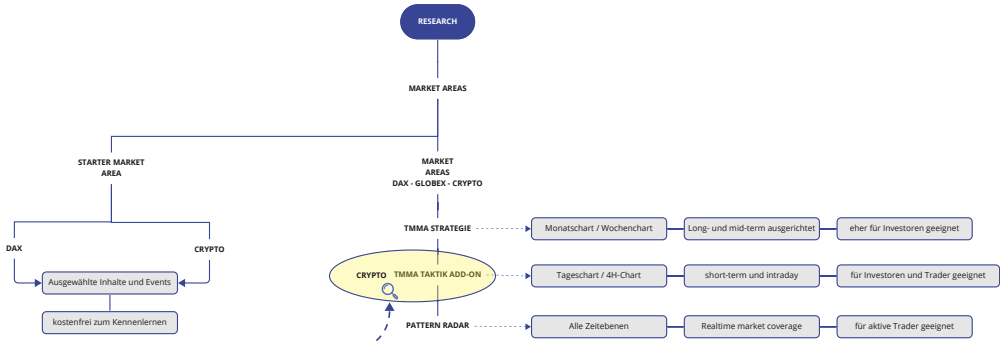 RESEARCH
MARKET AREAS
STARTER MARKET
AREA
MARKET
AREAS
DAX - GLOBEX - CRYPTO
DAX
CRYPTO
Ausgewählte Inhalte und Events
kostenfrei zum Kennenlernen
TMMA STRATEGIE
Monatschart / Wochenchart
Long- und mid-term ausgerichtet
eher für Investoren geeignet
CRYPTO TMMA TAKTIK ADD-ON
Tageschart / 4H-Chart
short-term und intraday
für Investoren und Trader geeignet
PATTERN RADAR
Alle Zeitebenen
Realtime market coverage
für aktive Trader geeignet